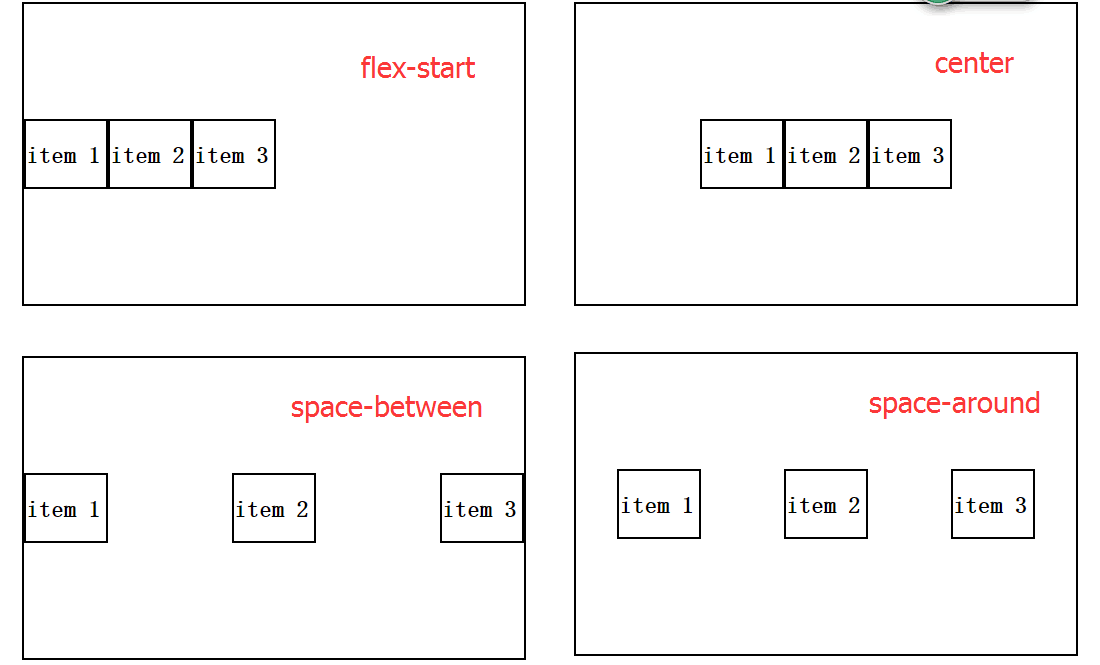 flex-start
item 1 item 2 item 3
center
item 1 item 2 item 3
space-between
item 1 item 2 item 3
space-around
item 1 item 2 item 3